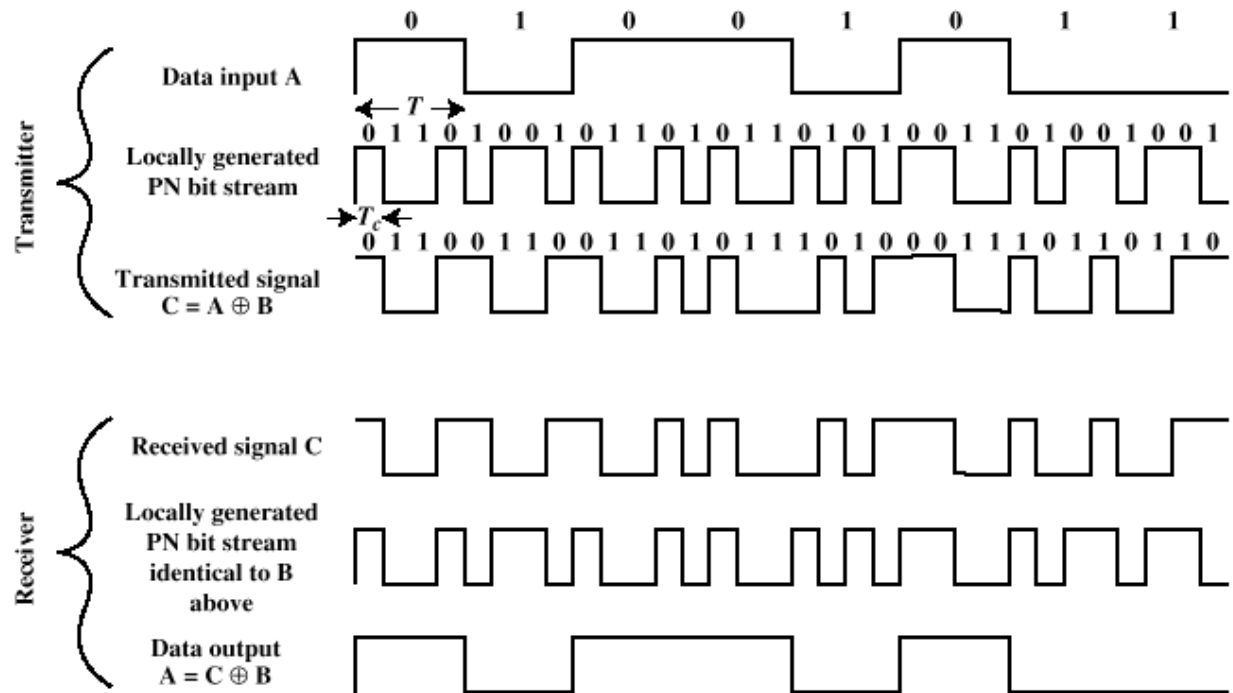 0 1 0 0 1 0 1 1
Data input A
T
0 1 1 0 1 0 0 1 0 1 1 0 1 0 1 1 0 1 0 1 0 0 1 1 0 1 0 0 1 0 0 1
Locally generated
PN bit stream
Transmitter
Tc
0 1 1 0 0 1 1 0 0 1 1 0 1 0 1 1 1 0 1 0 0 0 1 1 1 0 1 1 0 1 1 0
Transmitted signal
C = A ⊕ B
Received signal C
Locally generated
PN bit stream
identical to B
above
Receiver
Data output
A = C ⊕ B